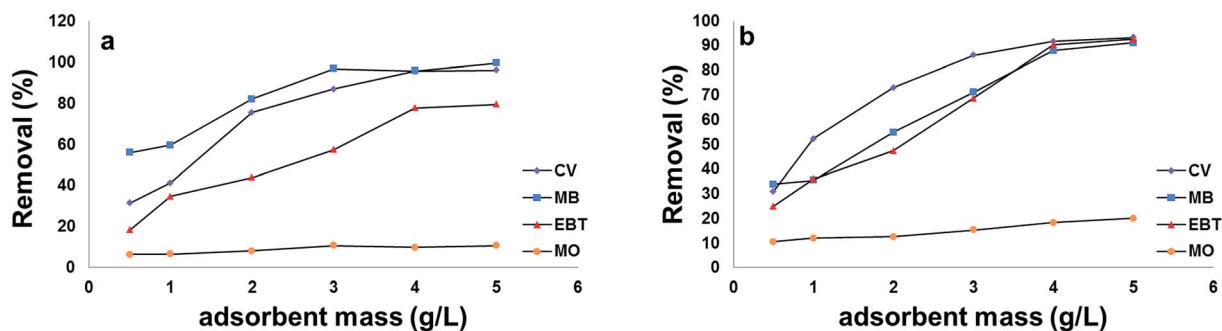 a
Removal (%)
120
100
80
60
40
20
0
0 1 2 3 4 5 6
adsorbent mass (g/L)
CV
MB
EBT
MO
b
Removal (%)
100
90
80
70
60
50
40
30
20
10
0
0 1 2 3 4 5 6
adsorbent mass (g/L)
CV
MB
EBT
MO